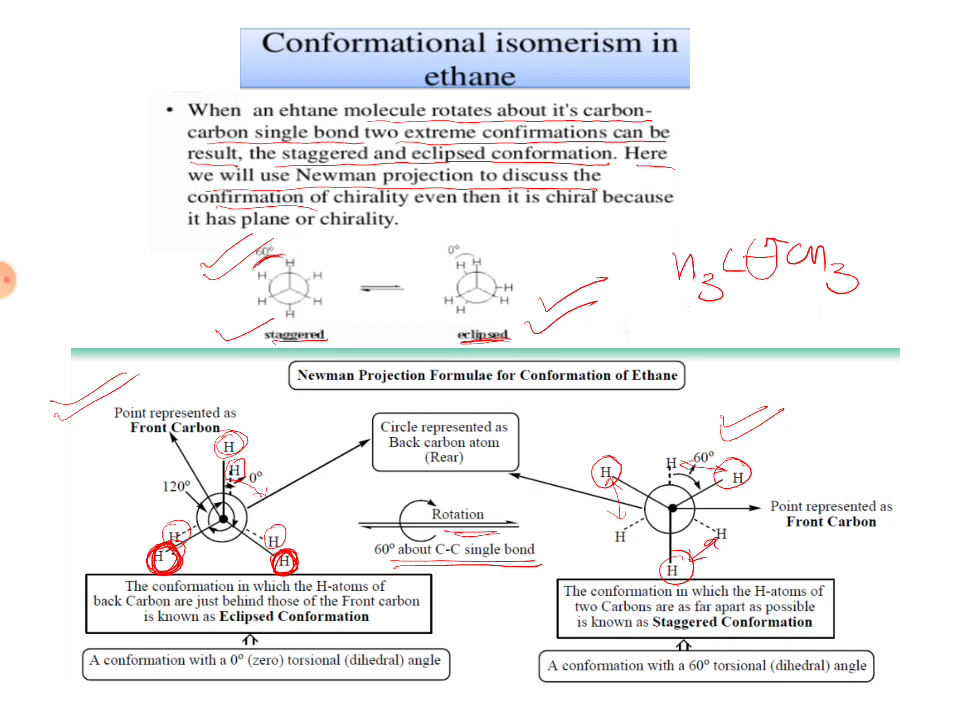 Conformational isomerism in
ethane
• When an ehtane molecule rotates about it's carbon-
carbon single bond two extreme confirmations can be
result, the staggered and eclipsed conformation. Here
we will use Newman projection to discuss the
confirmation of chirality even then it is chiral because
it has plane or chirality.
60°
H
H
H
H
H
H
staggered
0°
H H
H
H
H
H
eclipsed
H3C CH3
Newman Projection Formulae for Conformation of Ethane
Point represented as
Front Carbon
H
H
0°
120°
H
H
H
H
Circle represented as
Back carbon atom
(Rear)
Rotation
60° about C-C single bond
H
60°
H
H
Point represented as
Front Carbon
H
H
H
The conformation in which the H-atoms of
back Carbon are just behind those of the Front carbon
is known as Eclipsed Conformation
The conformation in which the H-atoms of
two Carbons are as far apart as possible
is known as Staggered Conformation
A conformation with a 0° (zero) torsional (dihedral) angle
A conformation with a 60° torsional (dihedral) angle